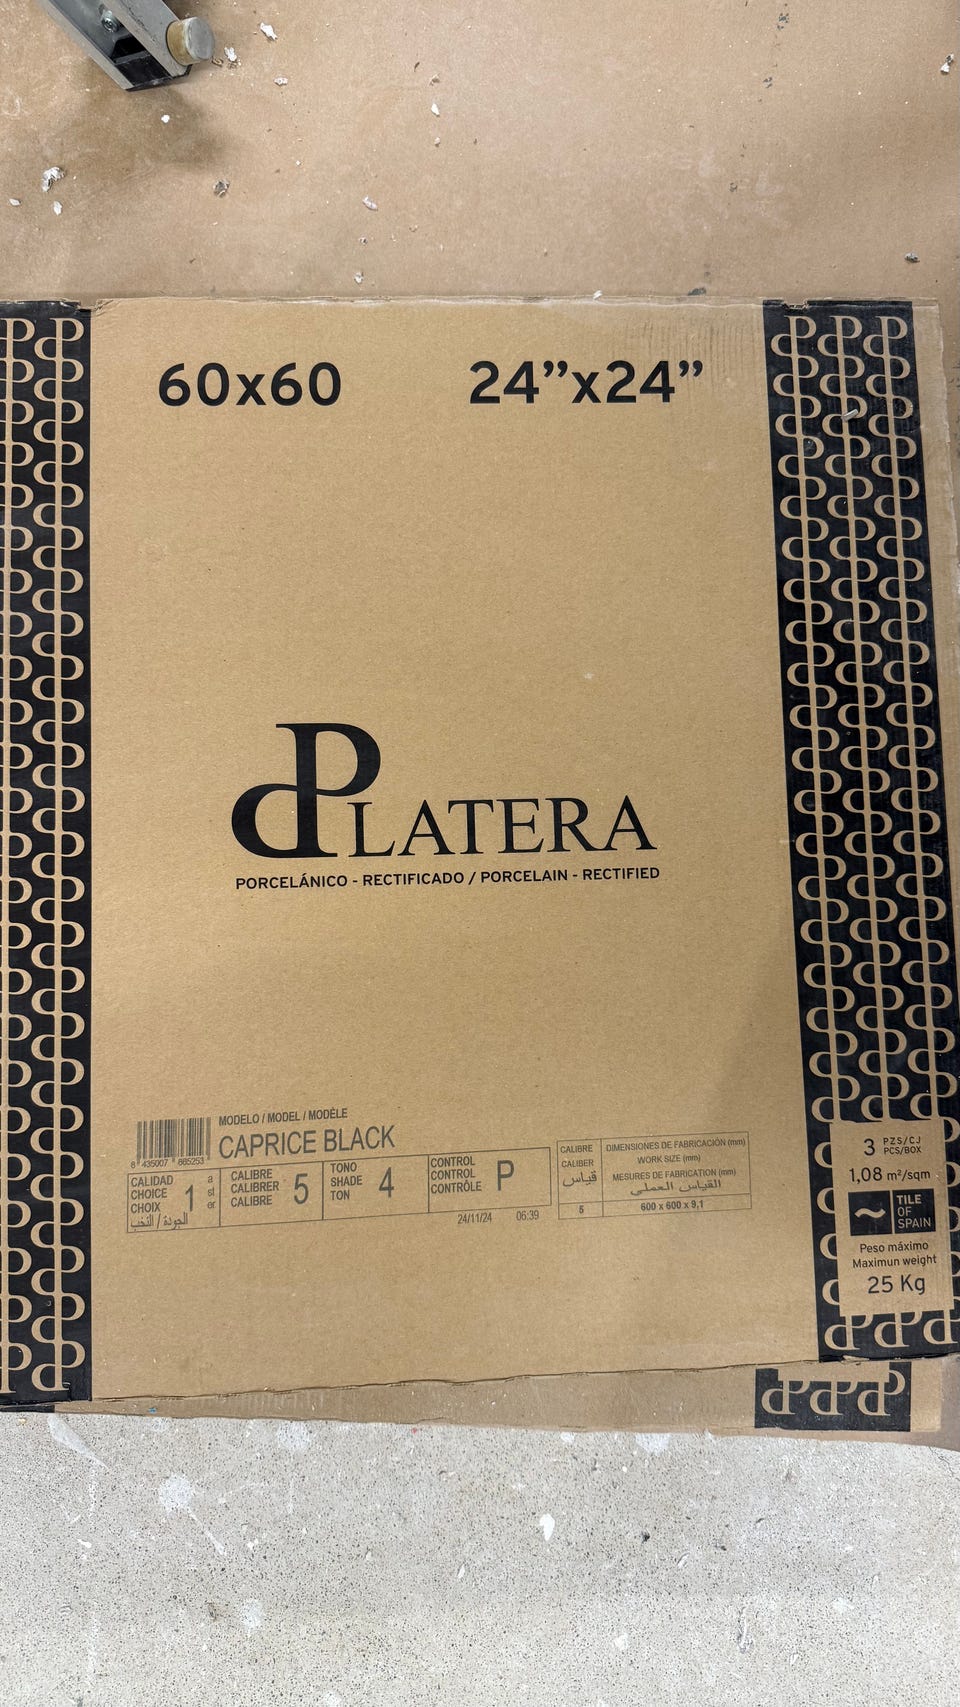 60x60 24”x24”
PLATERA
PORCELÁNICO - RECTIFICADO / PORCELAIN - RECTIFIED
MODELO / MODEL / MODÈLE
CAPRICE BLACK
8 435007 885253
CALIDAD
CHOICE
CHOIX
الجودة / النخب
1
a
st
er
CALIBRE
CALIBRER
CALIBRE
5
TONO
SHADE
TON
4
CONTROL
CONTROL
CONTRÔLE
P
24/11/24 06:39
CALIBRE
CALIBER
قياس
DIMENSIONES DE FABRICACIÓN (mm)
WORK SIZE (mm)
MESURES DE FABRICATION (mm)
القياس العملي
5 600 x 600 x 9,1
3 PZS/CJ
PCS/BOX
1,08 m²/sqm
TILE
OF
SPAIN
Peso máximo
Maximun weight
25 Kg